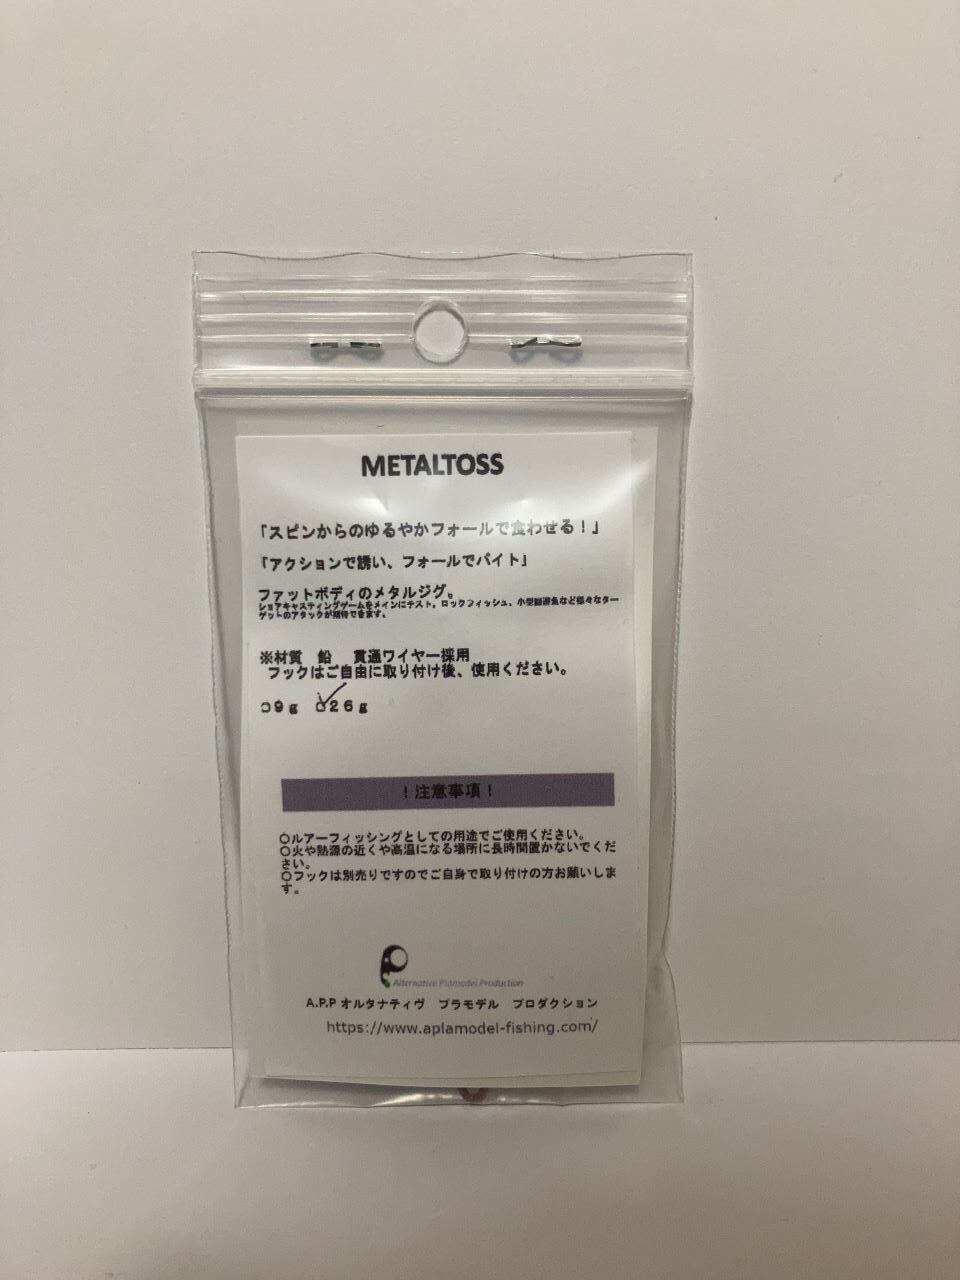 METALTOSS
「スピンからのゆるやかフォールで食わせる！」
「アクションで誘い、フォールでバイト」
ファットボディのメタルジグ。
ショアキャスティングゲームをメインにテスト。ロックフィッシュ、小型回遊魚など様々なター
ゲットのアタックが期待できます。
※材質　鉛　貫通ワイヤー採用
フックはご自由に取り付け後、使用ください。
□9g ☑26g
！注意事項！
○ルアーフィッシングとしての用途でご使用ください。
○火や熱源の近くや高温になる場所に長時間置かないでくだ
さい。
○フックは別売りですのでご自身で取り付けの方お願いしま
す。
Alternative Plamodel Production
A.P.P オルタナティヴ　プラモデル　プロダクション
https://www.aplamodel-fishing.com/